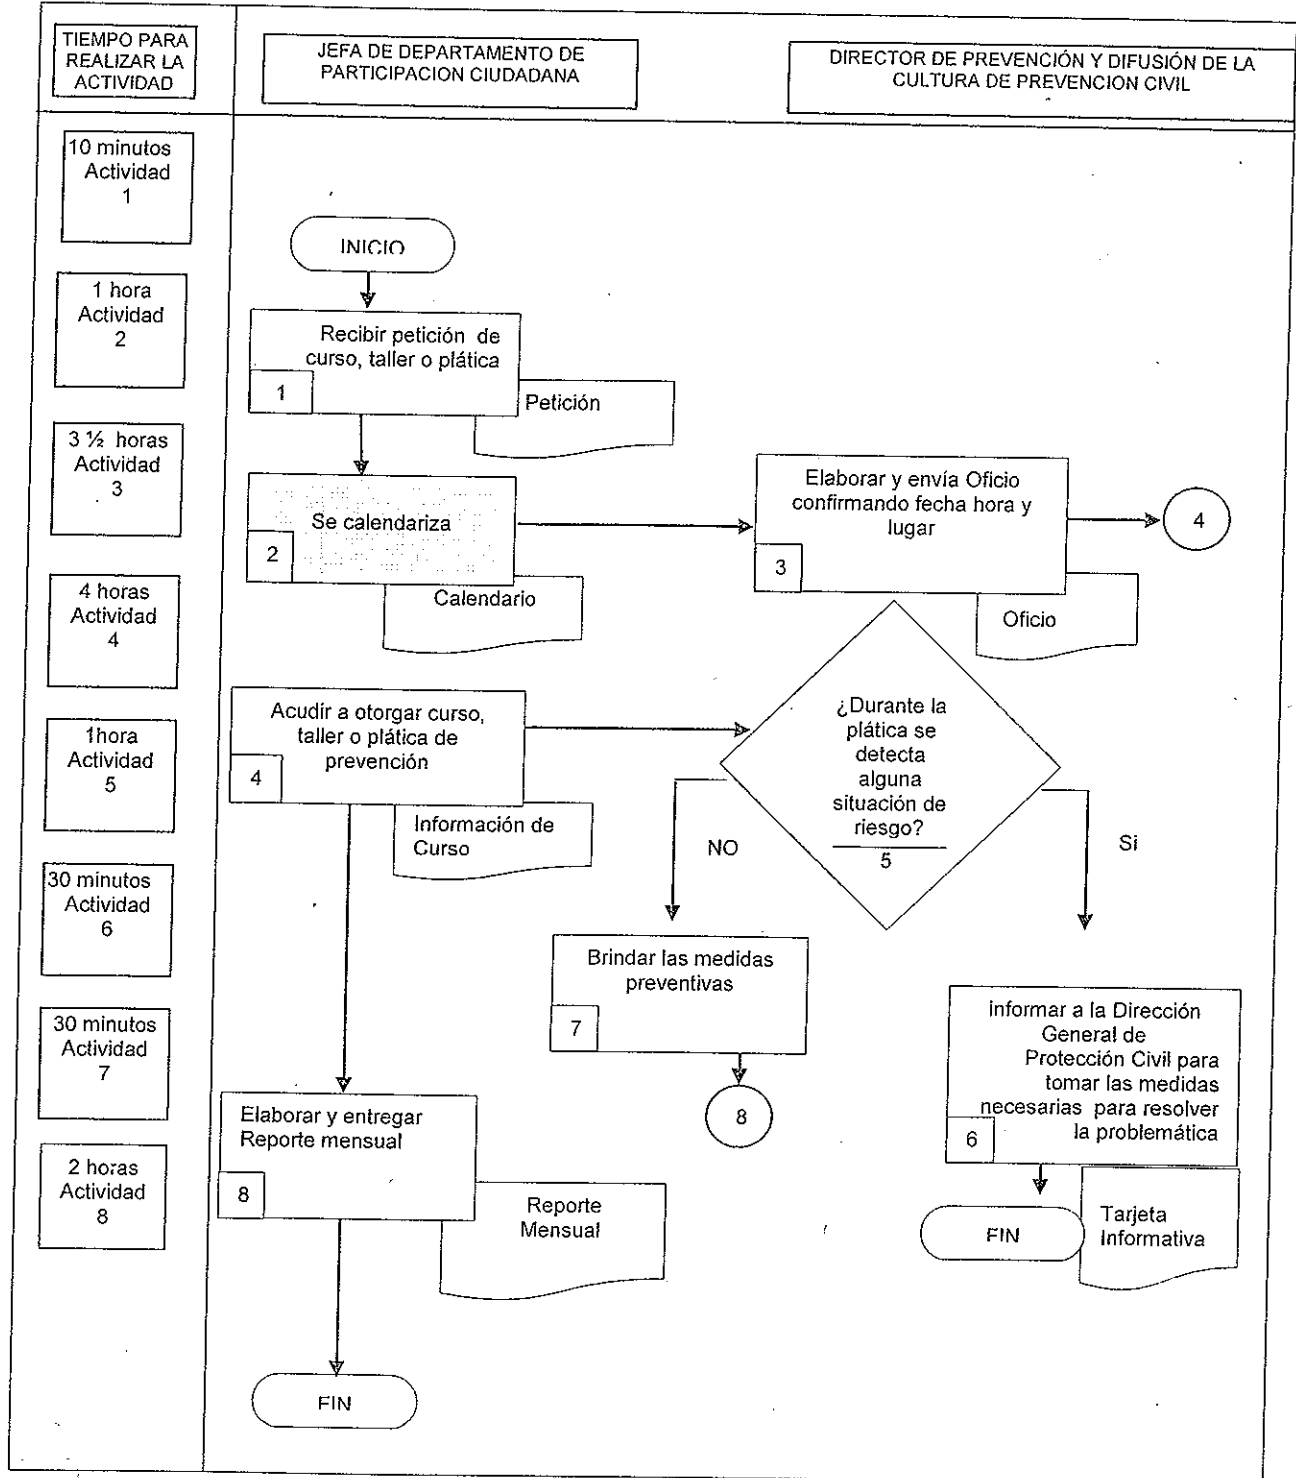 TIEMPO PARA
REALIZAR LA
ACTIVIDAD
JEFA DE DEPARTAMENTO DE
PARTICIPACION CIUDADANA
DIRECTOR DE PREVENCIÓN Y DIFUSIÓN DE LA
CULTURA DE PREVENCION CIVIL
10 minutos
Actividad
1
1 hora
Actividad
2
3 ½ horas
Actividad
3
4 horas
Actividad
4
1hora
Actividad
5
30 minutos
Actividad
6
30 minutos
Actividad
7
2 horas
Actividad
8
INICIO
Recibir petición de
curso, taller o plática
1
Petición
Se calendariza
2
Calendario
Elaborar y envía Oficio
confirmando fecha hora y
lugar
3
Oficio
4
Acudir a otorgar curso,
taller o plática de
prevención
4
Información de
Curso
¿Durante la
plática se
detecta
alguna
situación de
riesgo?
5
NO
Si
Brindar las medidas
preventivas
7
8
informar a la Dirección
General de
Protección Civil para
tomar las medidas
necesarias para resolver
la problemática
6
Tarjeta
Informativa
FIN
Elaborar y entregar
Reporte mensual
8
Reporte
Mensual
FIN